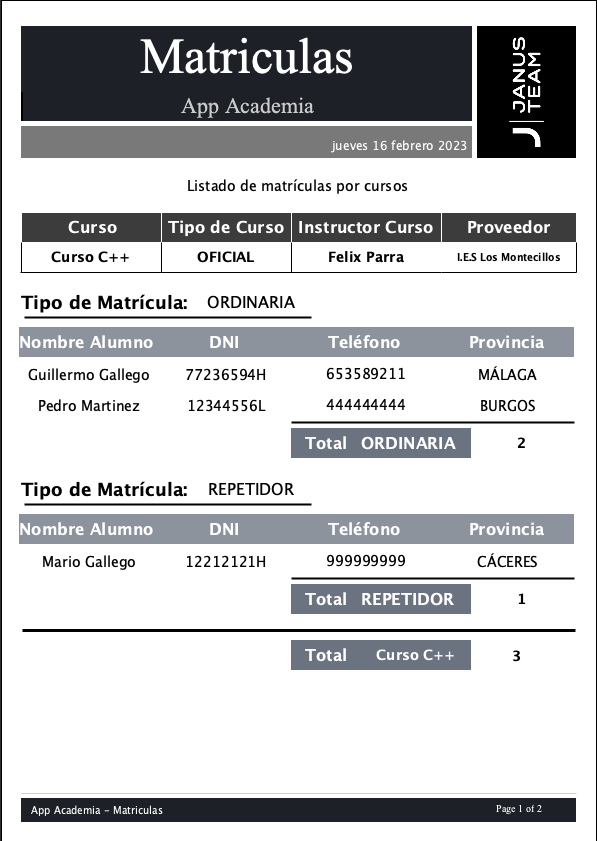 Matriculas
App Academia
JANUS
TEAM
jueves 16 febrero 2023
Listado de matrículas por cursos
Curso Tipo de Curso Instructor Curso Proveedor
Curso C++ OFICIAL Felix Parra I.E.S Los Montecillos
Tipo de Matrícula: ORDINARIA
Nombre Alumno DNI Teléfono Provincia
Guillermo Gallego 77236594H 653589211 MÁLAGA
Pedro Martinez 12344556L 444444444 BURGOS
Total ORDINARIA 2
Tipo de Matrícula: REPETIDOR
Nombre Alumno DNI Teléfono Provincia
Mario Gallego 12212121H 999999999 CÁCERES
Total REPETIDOR 1
Total Curso C++ 3
App Academia - Matriculas Page 1 of 2